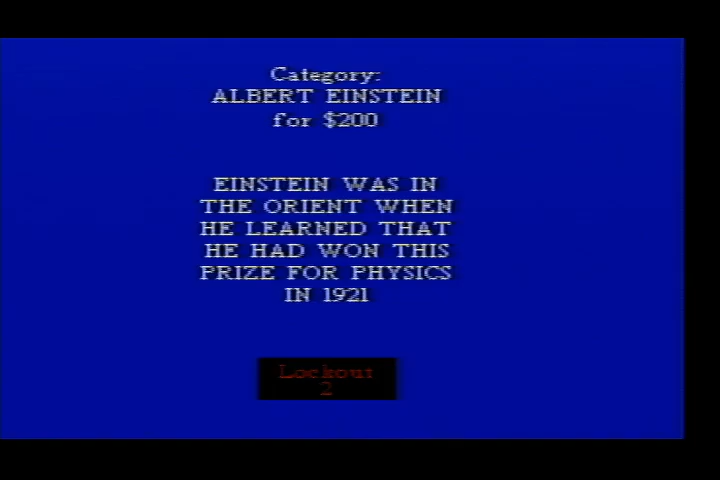 Category:
ALBERT EINSTEIN
for $200
EINSTEIN WAS IN
THE ORIENT WHEN
HE LEARNED THAT
HE HAD WON THIS
PRIZE FOR PHYSICS
IN 1921
Lockout
2